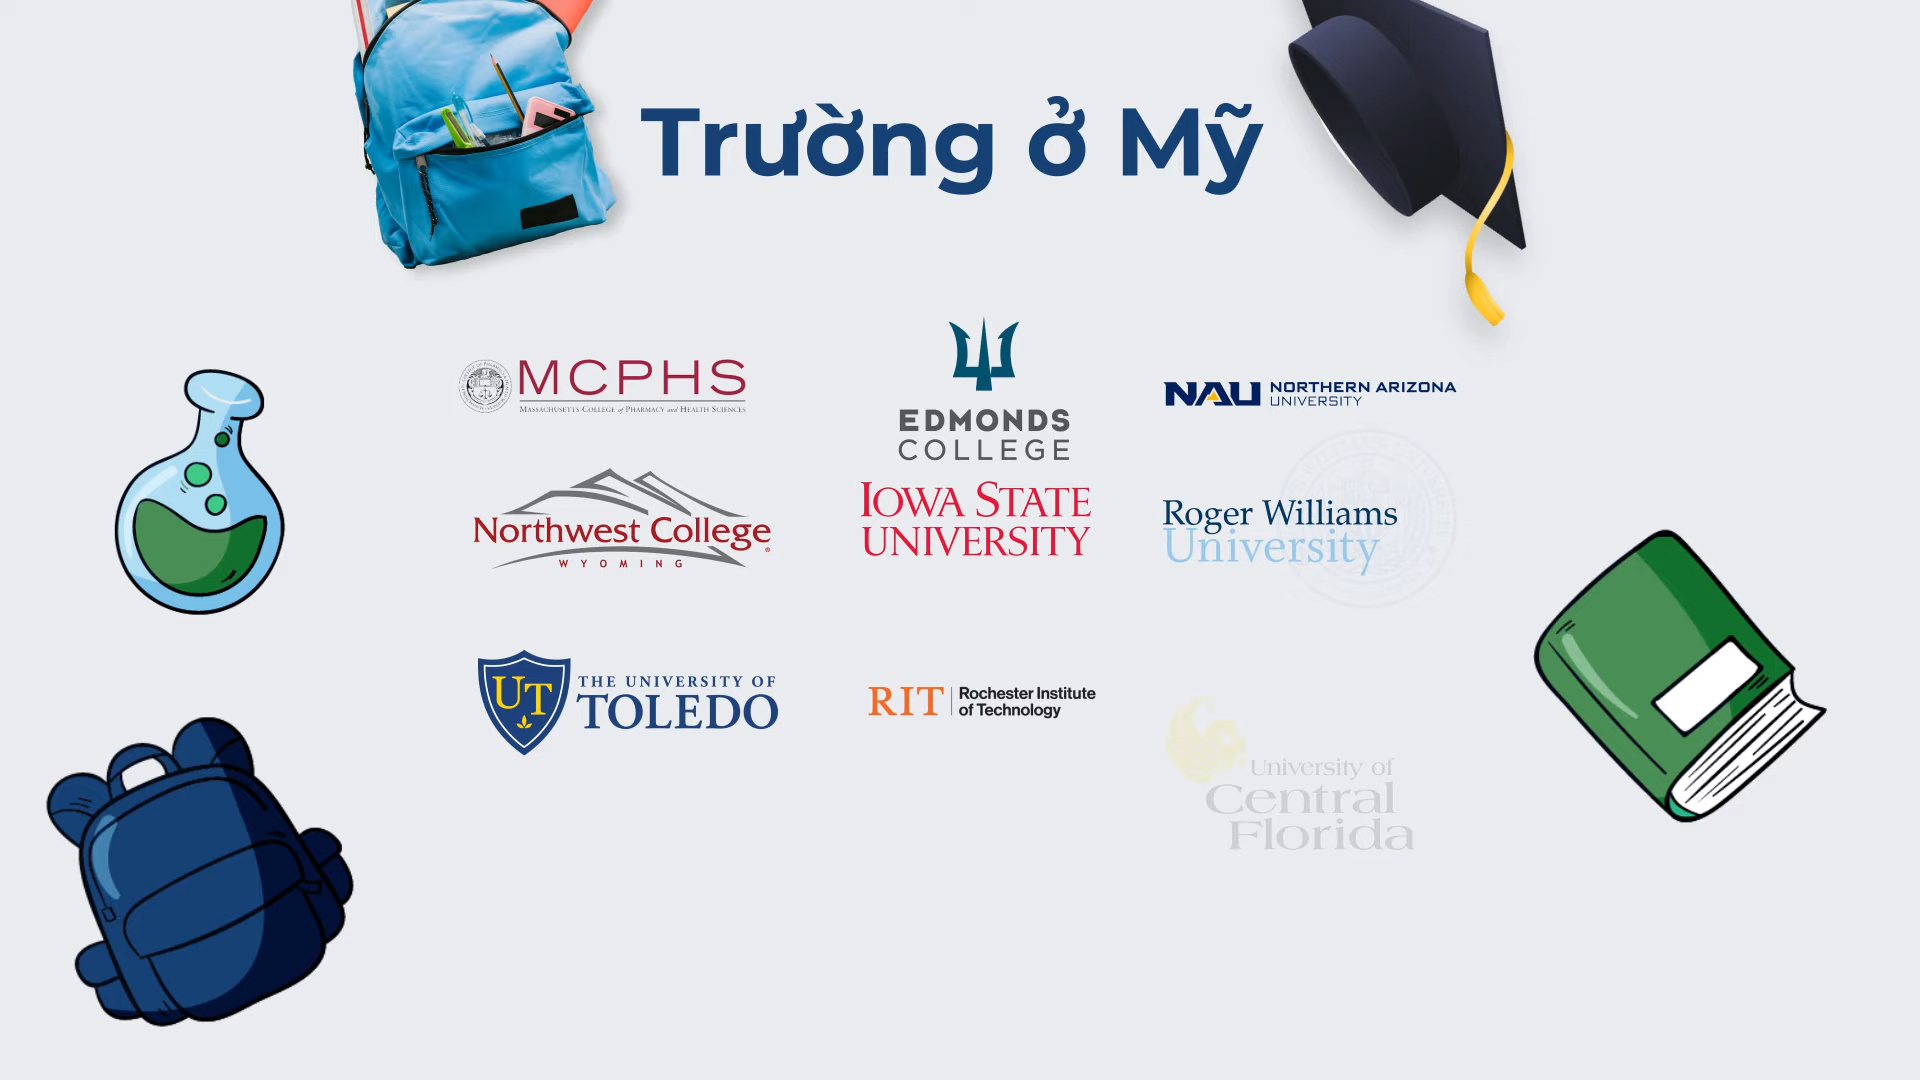 Trường ở Mỹ
MCPHS
MASSACHUSETTS COLLEGE of PHARMACY and HEALTH SCIENCES
EDMONDS
COLLEGE
NAU NORTHERN ARIZONA
UNIVERSITY
Northwest College
WYOMING
IOWA STATE
UNIVERSITY
Roger Williams
University
UT THE UNIVERSITY OF
TOLEDO
RIT Rochester Institute
of Technology
University of
Central
Florida